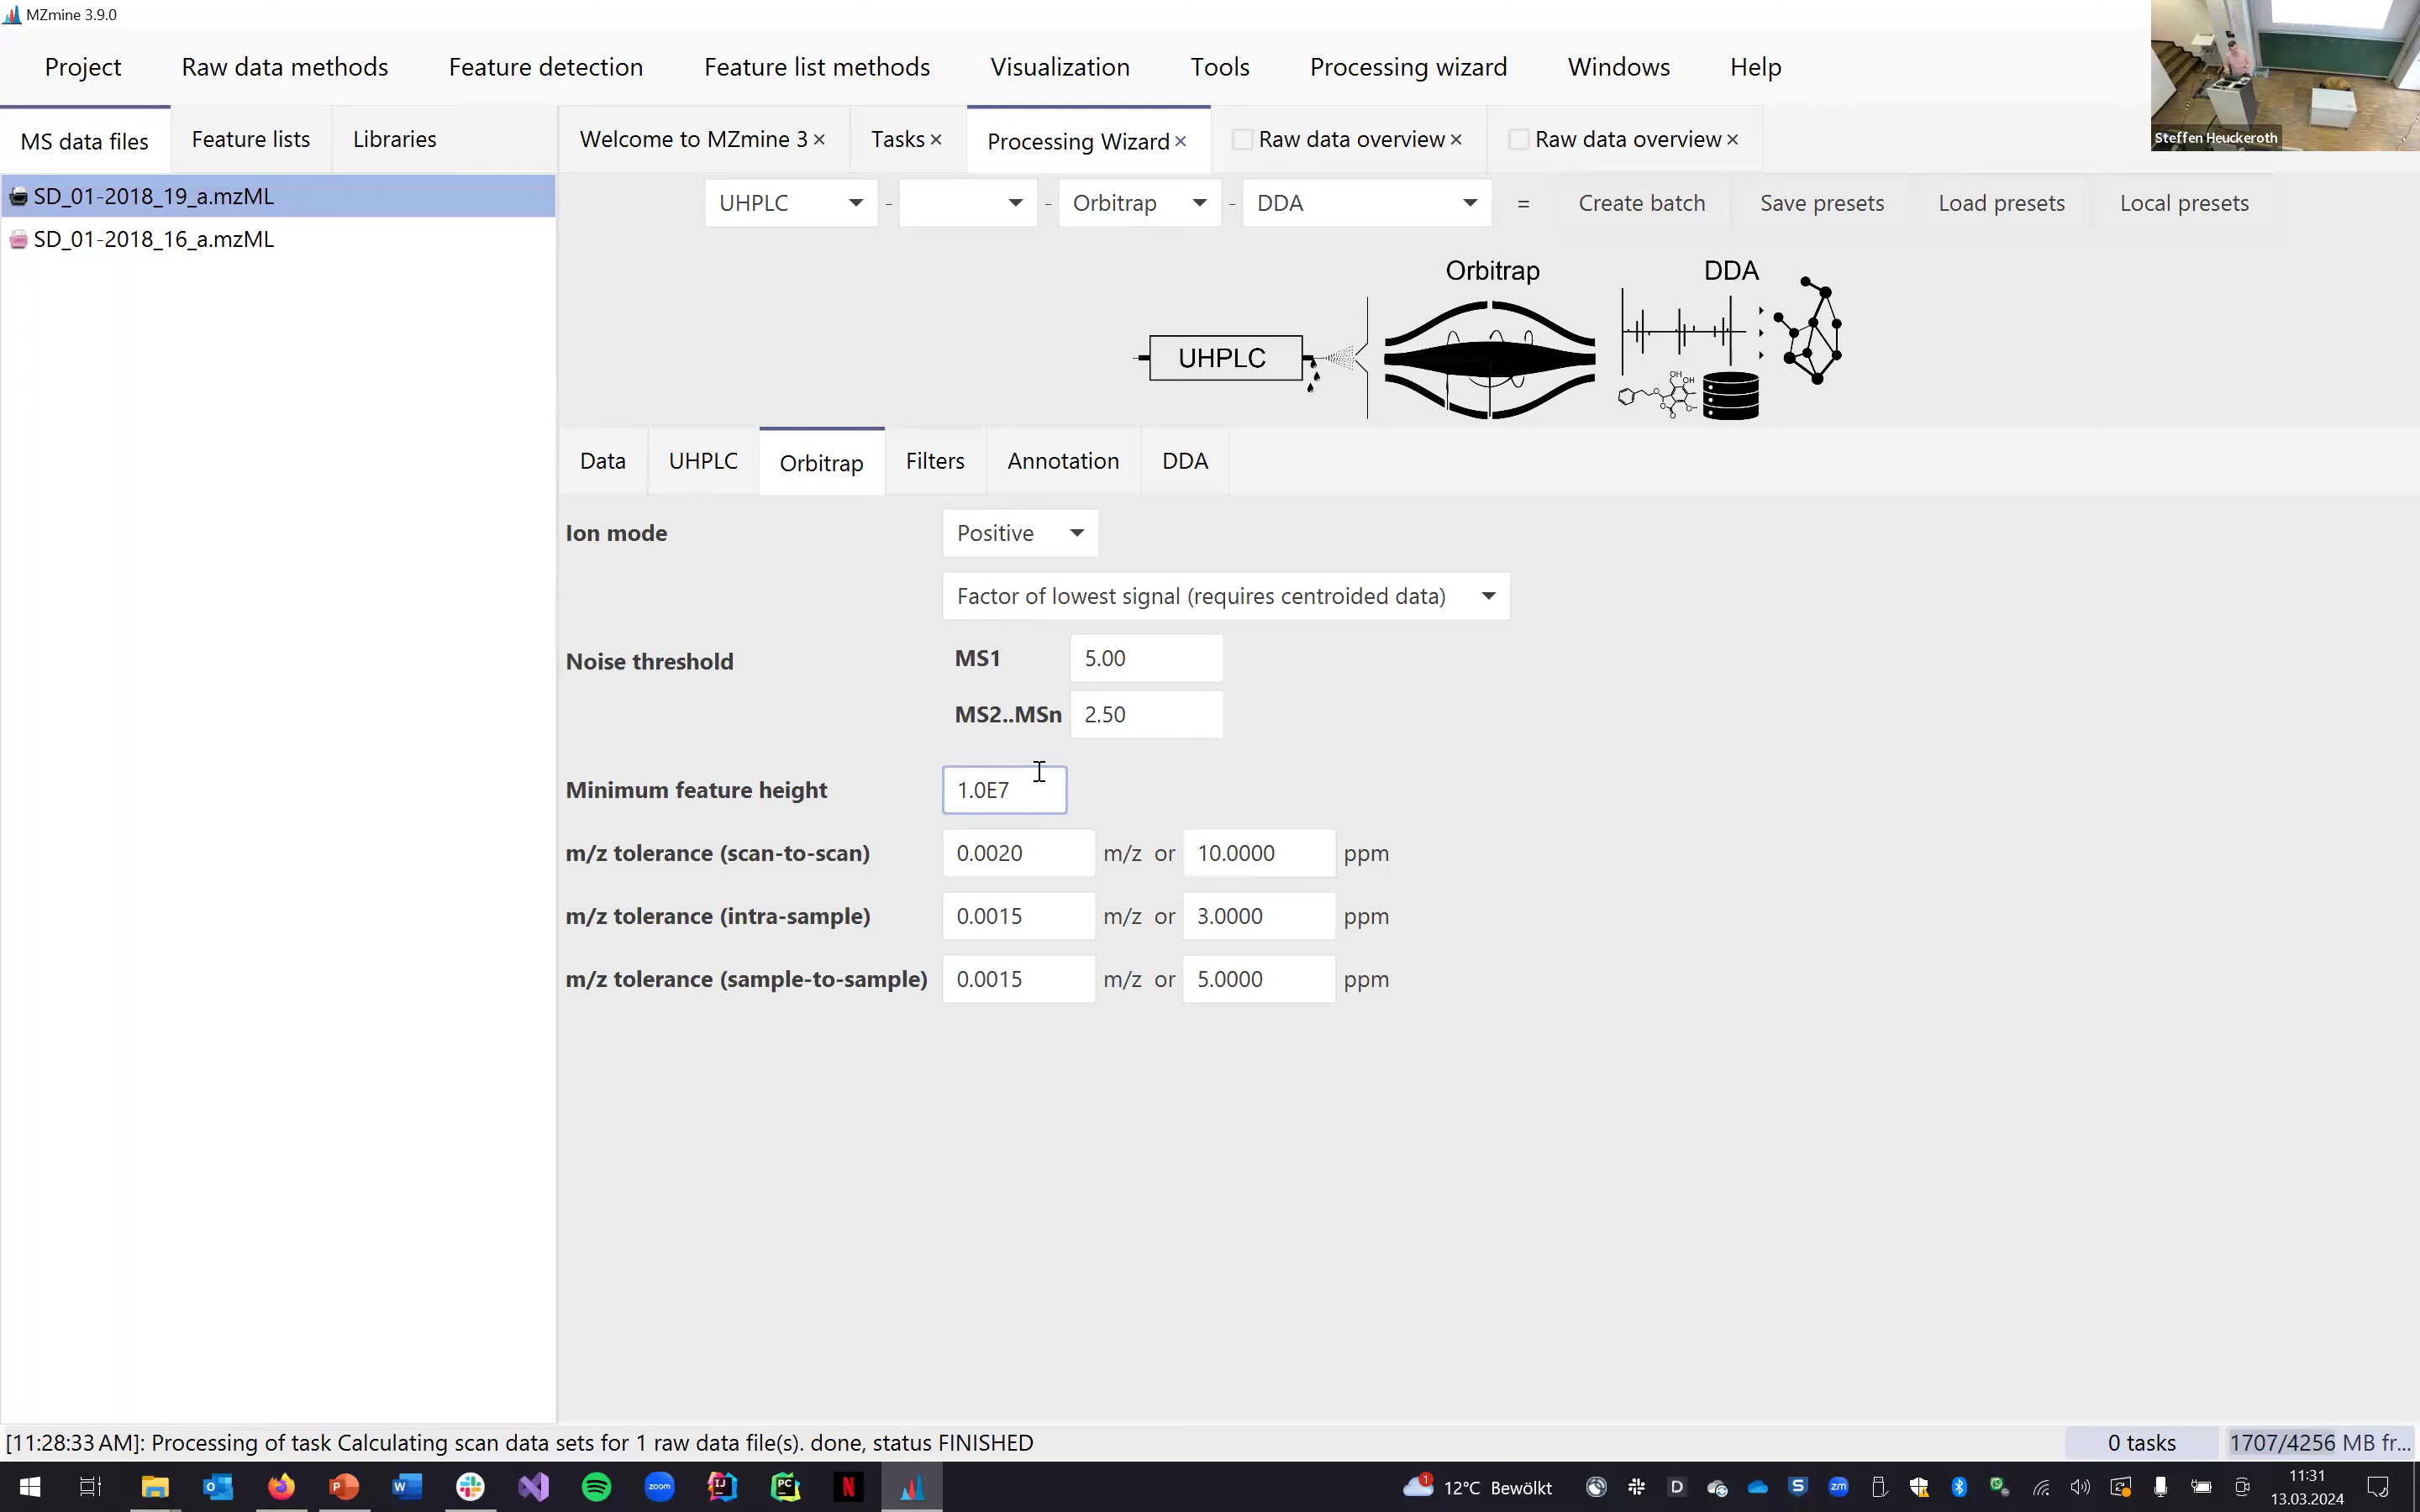 MZmine 3.9.0
Project Raw data methods Feature detection Feature list methods Visualization Tools Processing wizard Windows Help
Steffen Heuckeroth
MS data files Feature lists Libraries
Welcome to MZmine 3 × Tasks × Processing Wizard × Raw data overview × Raw data overview ×
SD_01-2018_19_a.mzML
SD_01-2018_16_a.mzML
UHPLC - - Orbitrap - DDA = Create batch Save presets Load presets Local presets
Orbitrap DDA
UHPLC
OH
OH
Data UHPLC Orbitrap Filters Annotation DDA
Ion mode Positive
Factor of lowest signal (requires centroided data)
Noise threshold
MS1 5.00
MS2..MSn 2.50
Minimum feature height 1.0E7
m/z tolerance (scan-to-scan) 0.0020 m/z or 10.0000 ppm
m/z tolerance (intra-sample) 0.0015 m/z or 3.0000 ppm
m/z tolerance (sample-to-sample) 0.0015 m/z or 5.0000 ppm
[11:28:33 AM]: Processing of task Calculating scan data sets for 1 raw data file(s). done, status FINISHED
0 tasks 1707/4256 MB fr...
12°C Bewölkt
11:31
13.03.2024